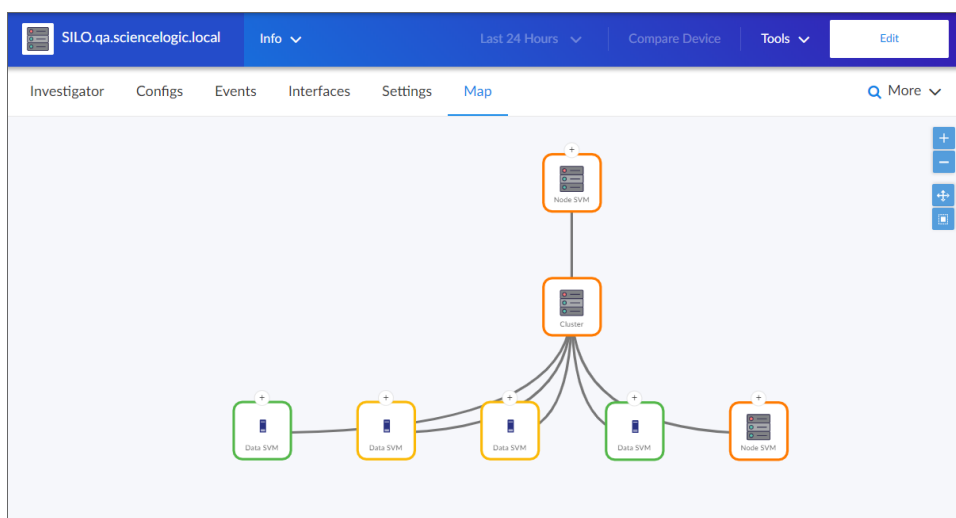 SILO.qa.sciencelogic.local Info Last 24 Hours Compare Device Tools Edit
Investigator Configs Events Interfaces Settings Map More
Node SVM
Cluster
Data SVM Data SVM Data SVM Data SVM Node SVM